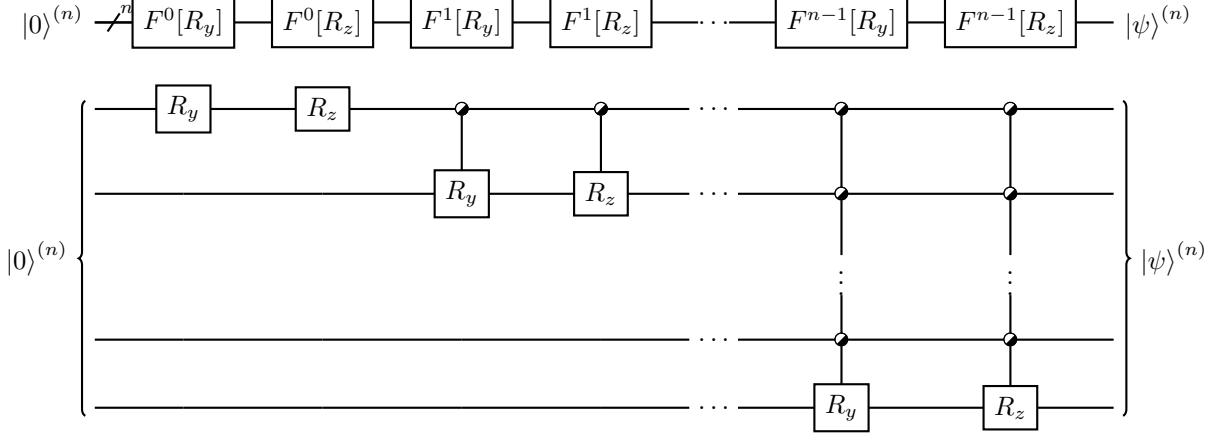 |0⟩^(n) n F^0[R_y] F^0[R_z] F^1[R_y] F^1[R_z] ··· F^{n−1}[R_y] F^{n−1}[R_z] |ψ⟩^(n)
R_y R_z ···
R_y R_z ···
|0⟩^(n) ⋮ ⋮ |ψ⟩^(n)
···
··· R_y R_z